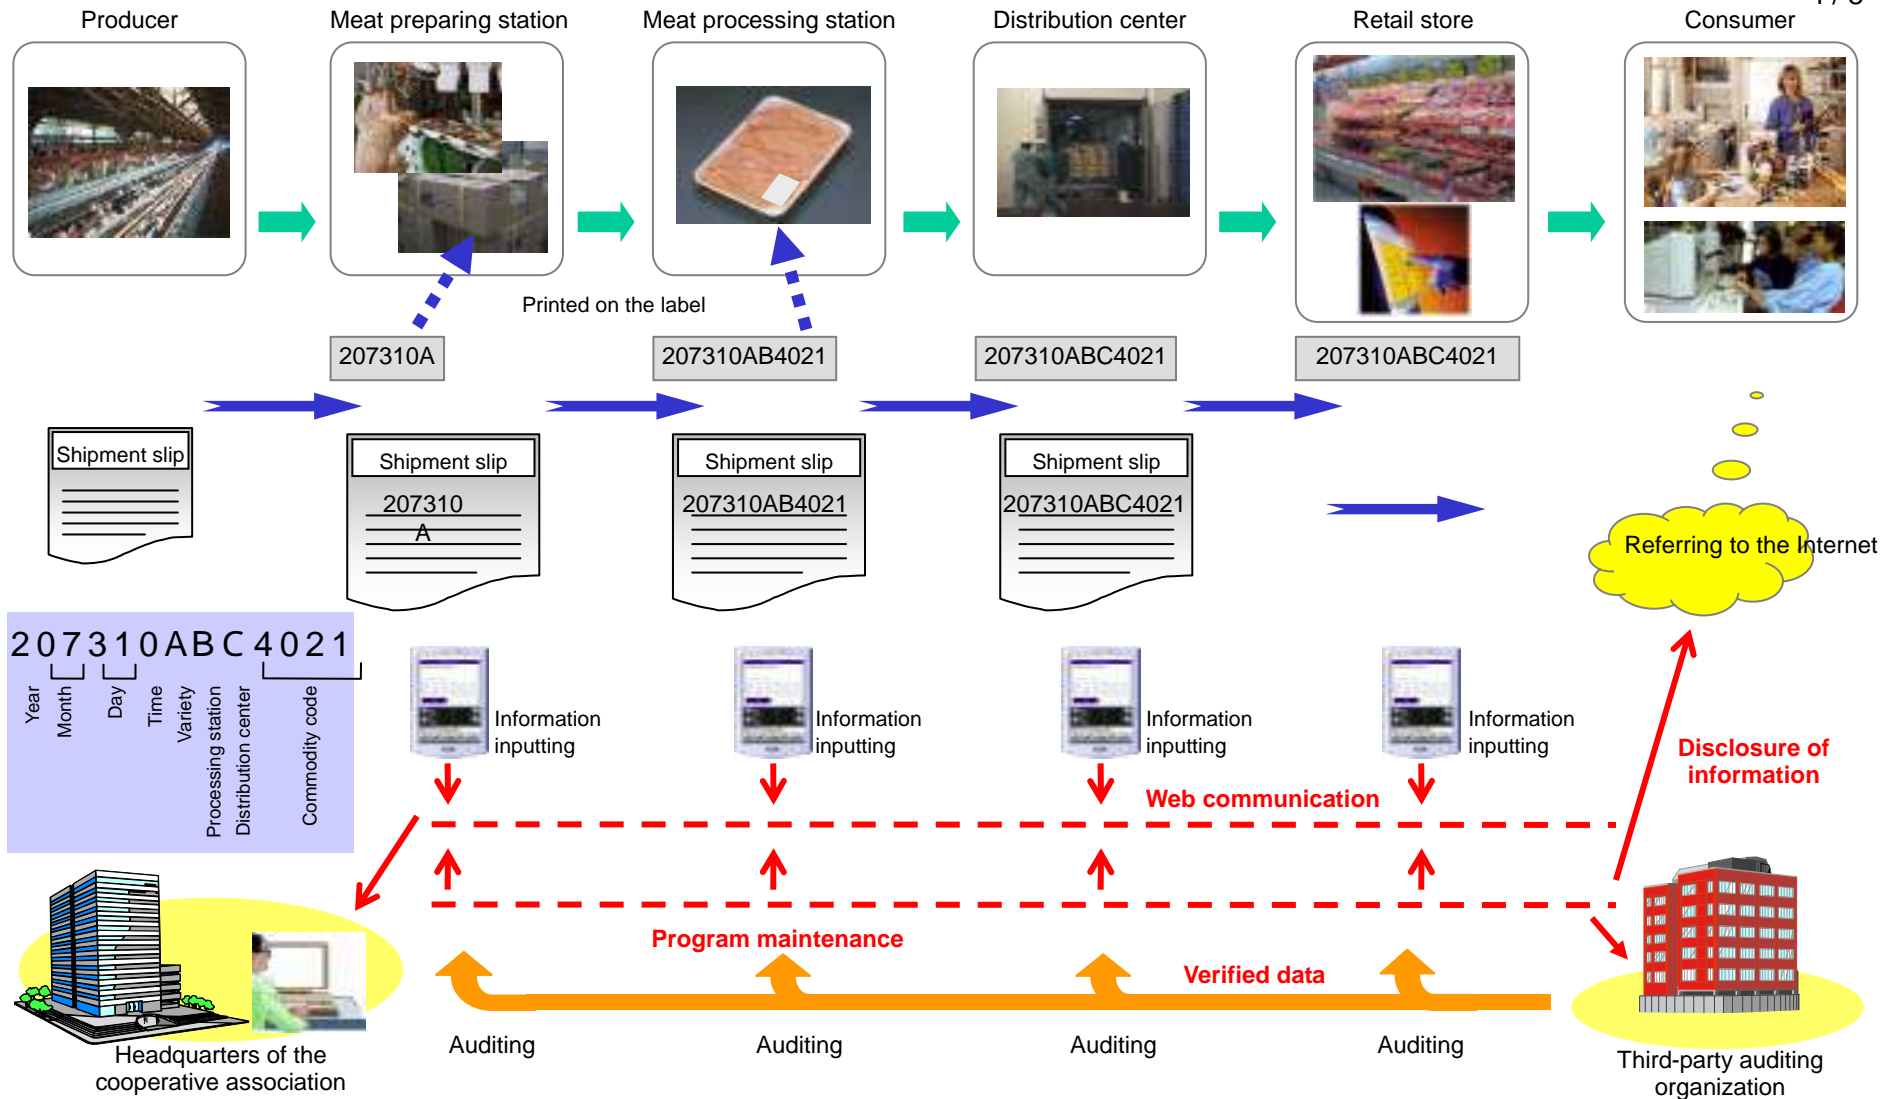 Producer
Meat preparing station
Meat processing station
Distribution center
Retail store
Consumer
Printed on the label
207310A
207310AB4021
207310ABC4021
207310ABC4021
Shipment slip
Shipment slip
207310
A
Shipment slip
207310AB4021
Shipment slip
207310ABC4021
Referring to the Internet
207310ABC4021
Year
Month
Day
Time
Variety
Processing station
Distribution center
Commodity code
Information
inputting
Information
inputting
Information
inputting
Information
inputting
Disclosure of
information
Web communication
Program maintenance
Verified data
Auditing
Auditing
Auditing
Auditing
Headquarters of the
cooperative association
Third-party auditing
organization